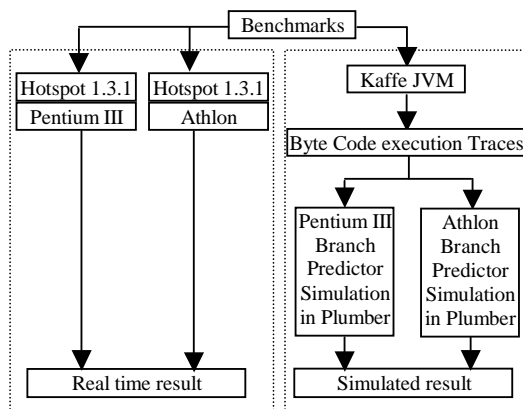 Benchmarks
Hotspot 1.3.1
Pentium III
Hotspot 1.3.1
Athlon
Real time result
Kaffe JVM
Byte Code execution Traces
Pentium III
Branch
Predictor
Simulation
in Plumber
Athlon
Branch
Predictor
Simulation
in Plumber
Simulated result